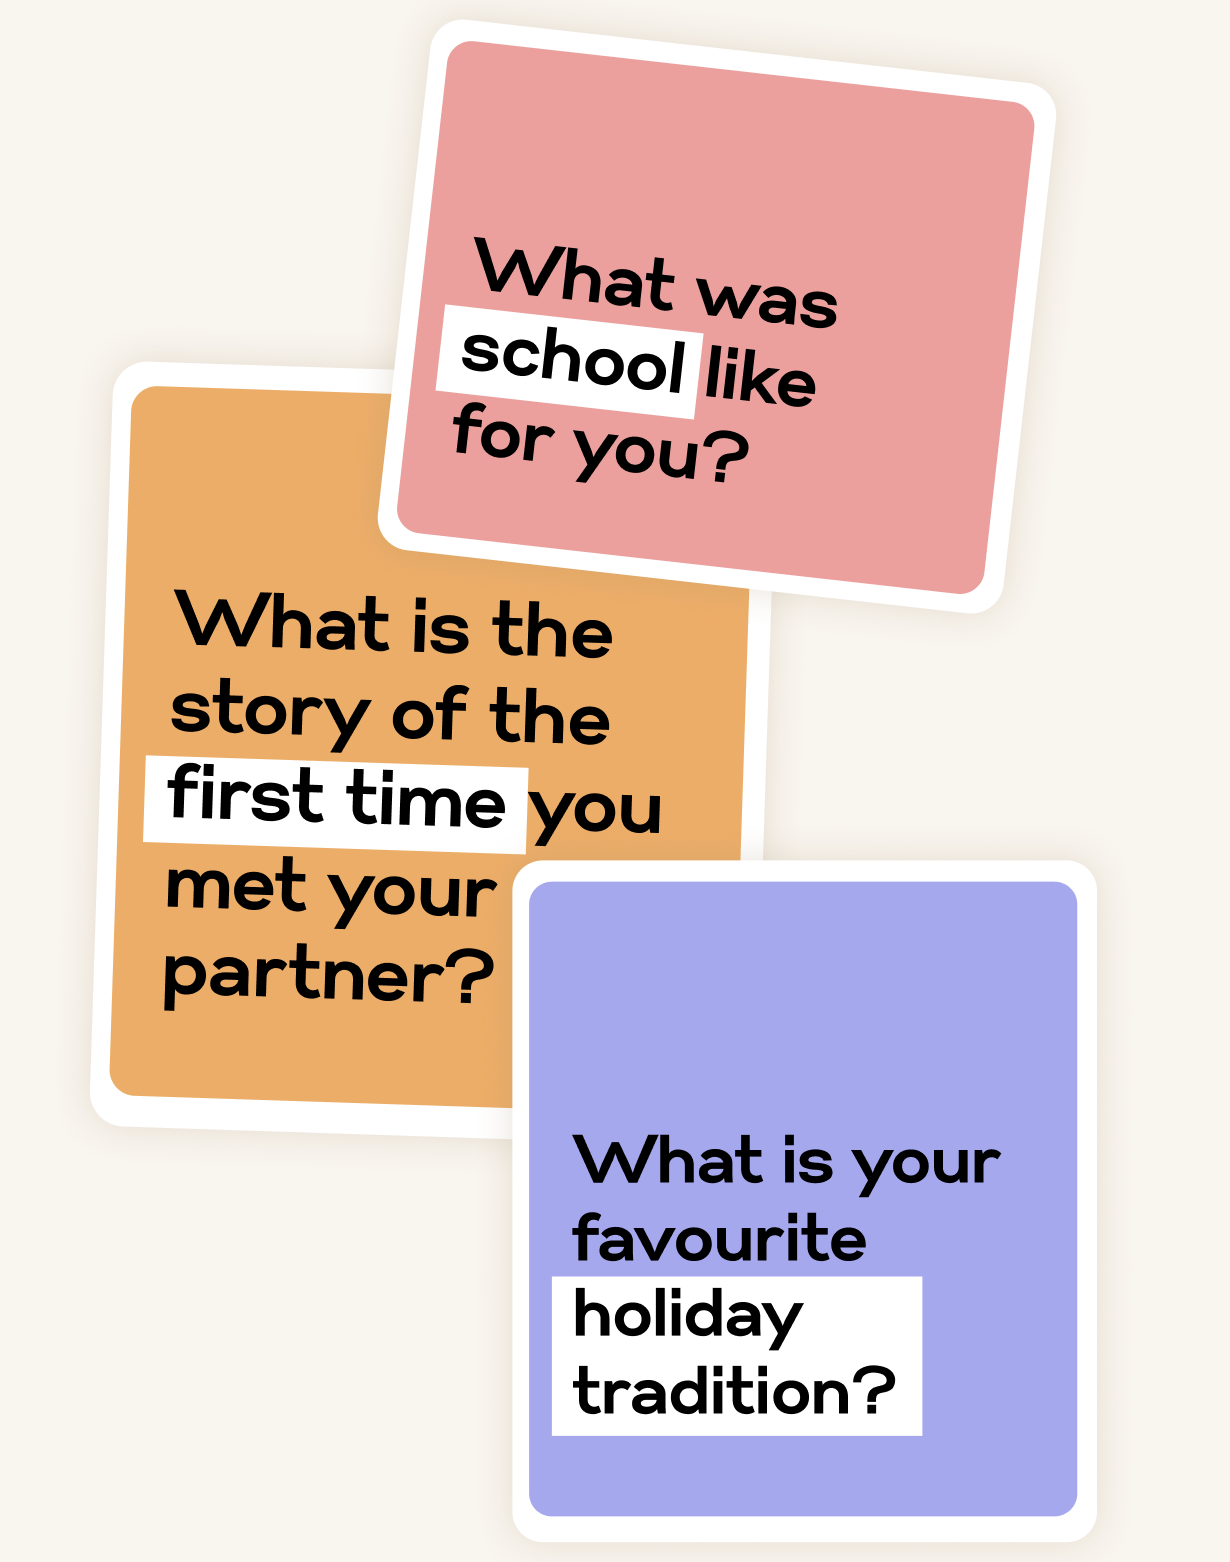 What was
school like
for you?
What is the
story of the
first time you
met your
partner?
What is your
favourite
holiday
tradition?